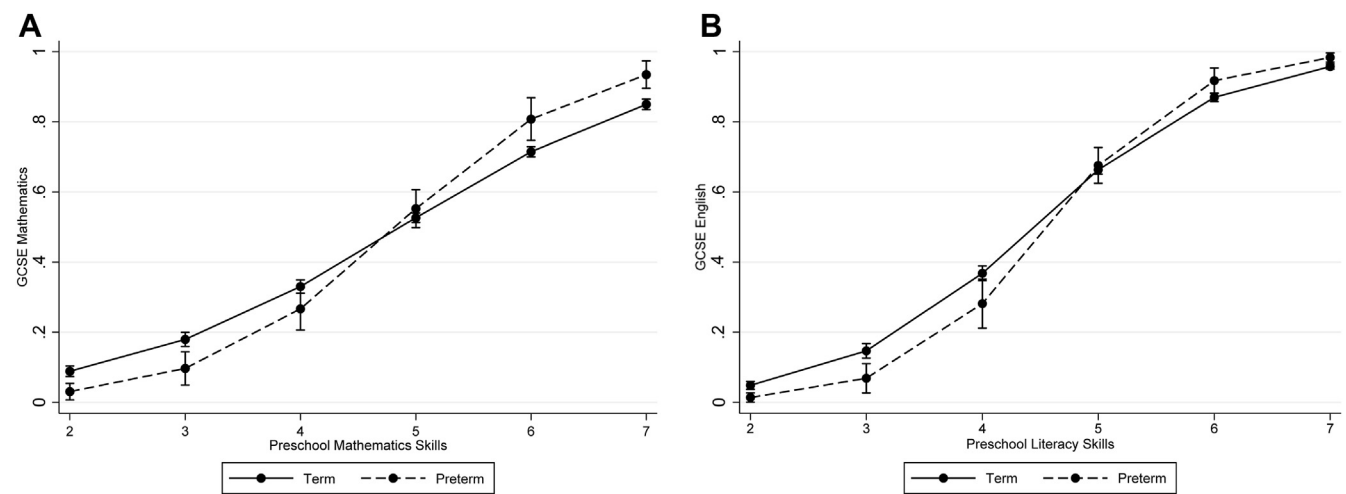 A
GCSE Mathematics
1
.8
.6
.4
.2
0
2 3 4 5 6 7
Preschool Mathematics Skills
Term Preterm
B
GCSE English
1
.8
.6
.4
.2
0
2 3 4 5 6 7
Preschool Literacy Skills
Term Preterm